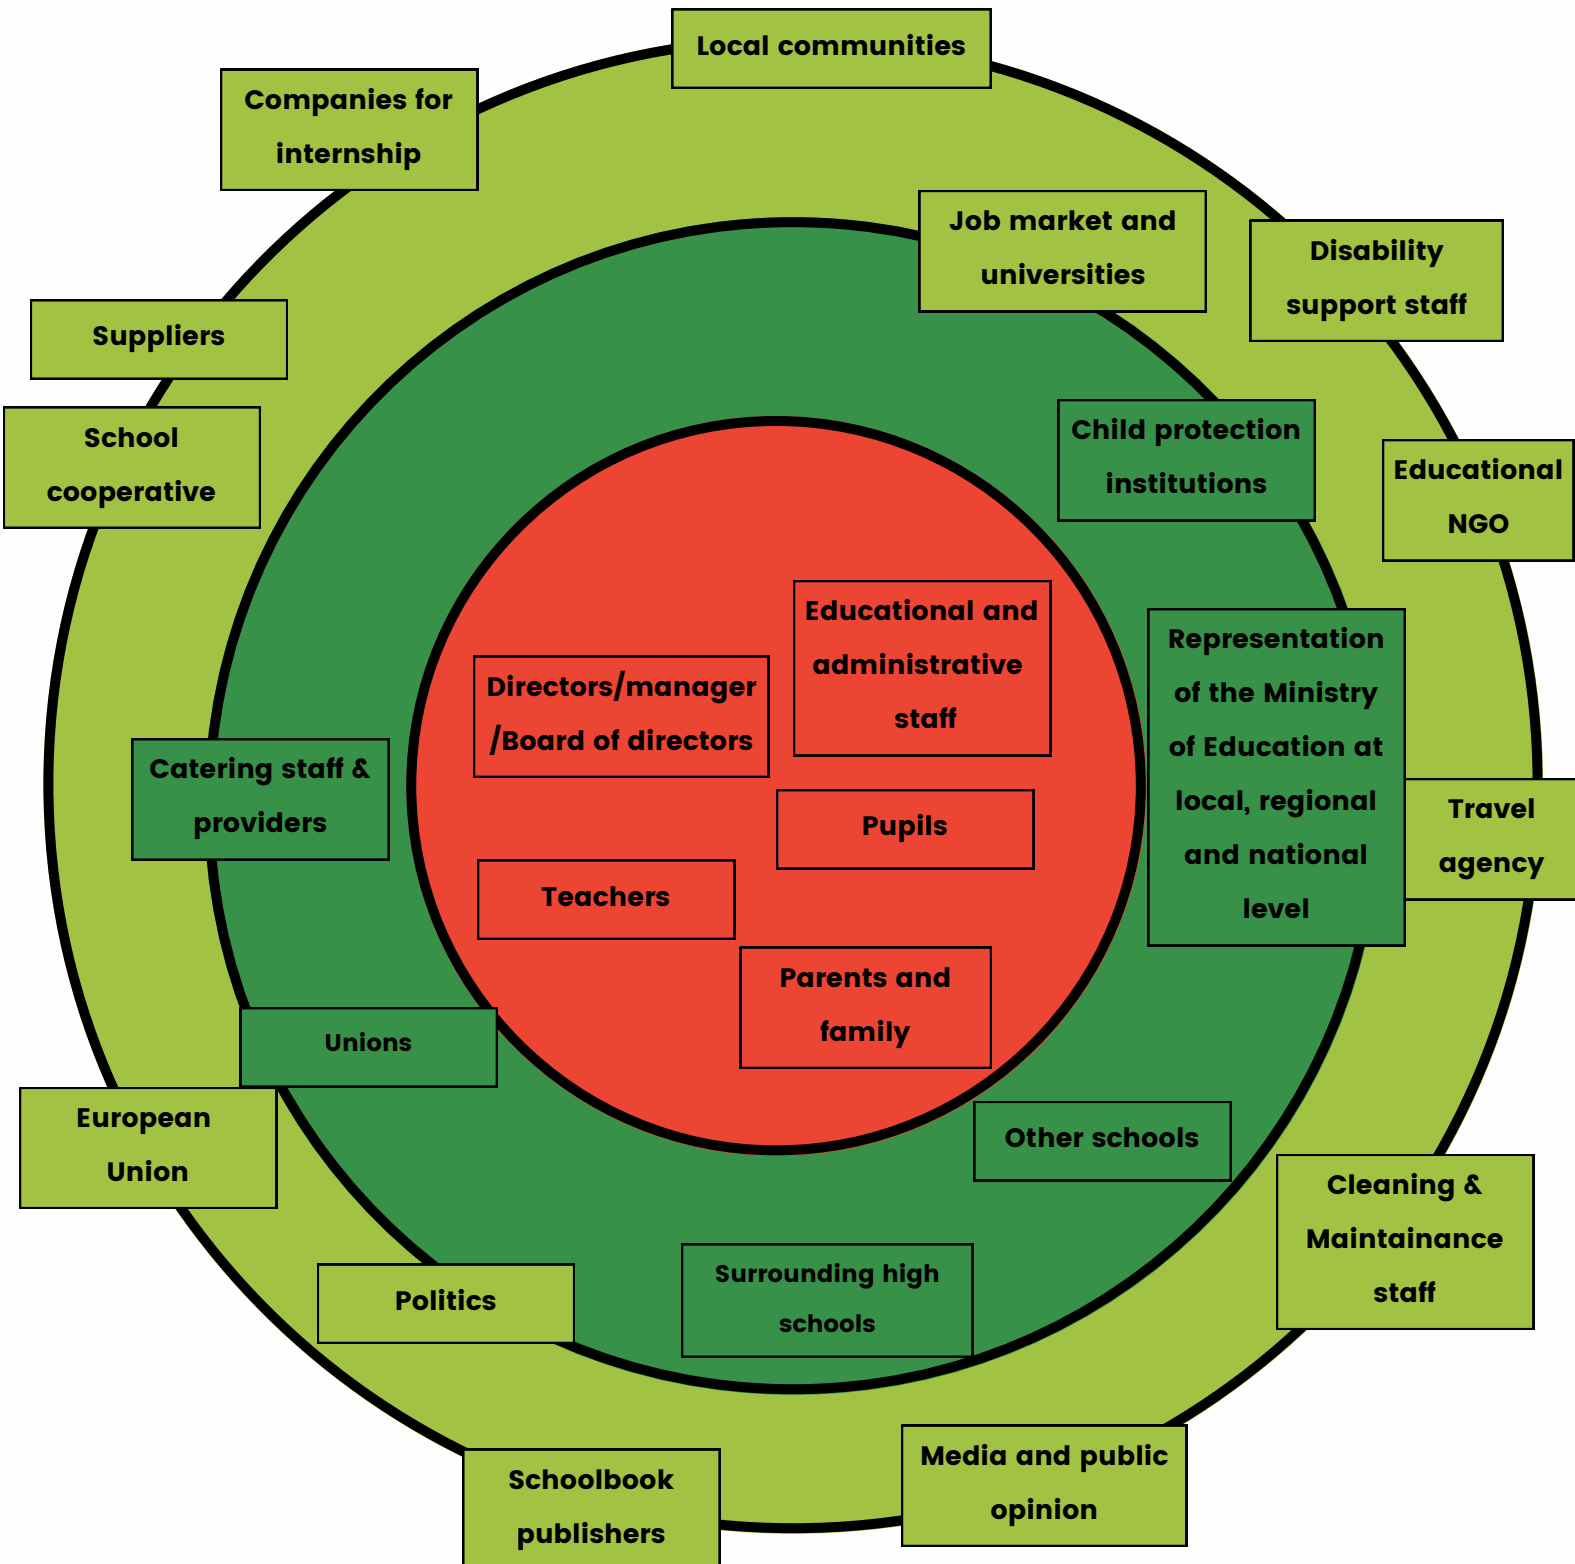 Local communities
Companies for
internship
Job market and
universities
Disability
support staff
Suppliers
School
cooperative
Child protection
institutions
Educational
NGO
Educational and
administrative
staff
Directors/manager
/Board of directors
Representation
of the Ministry
of Education at
local, regional
and national
level
Catering staff &
providers
Pupils
Travel
agency
Teachers
Parents and
family
Unions
European
Union
Other schools
Cleaning &
Maintainance
staff
Politics
Surrounding high
schools
Media and public
opinion
Schoolbook
publishers